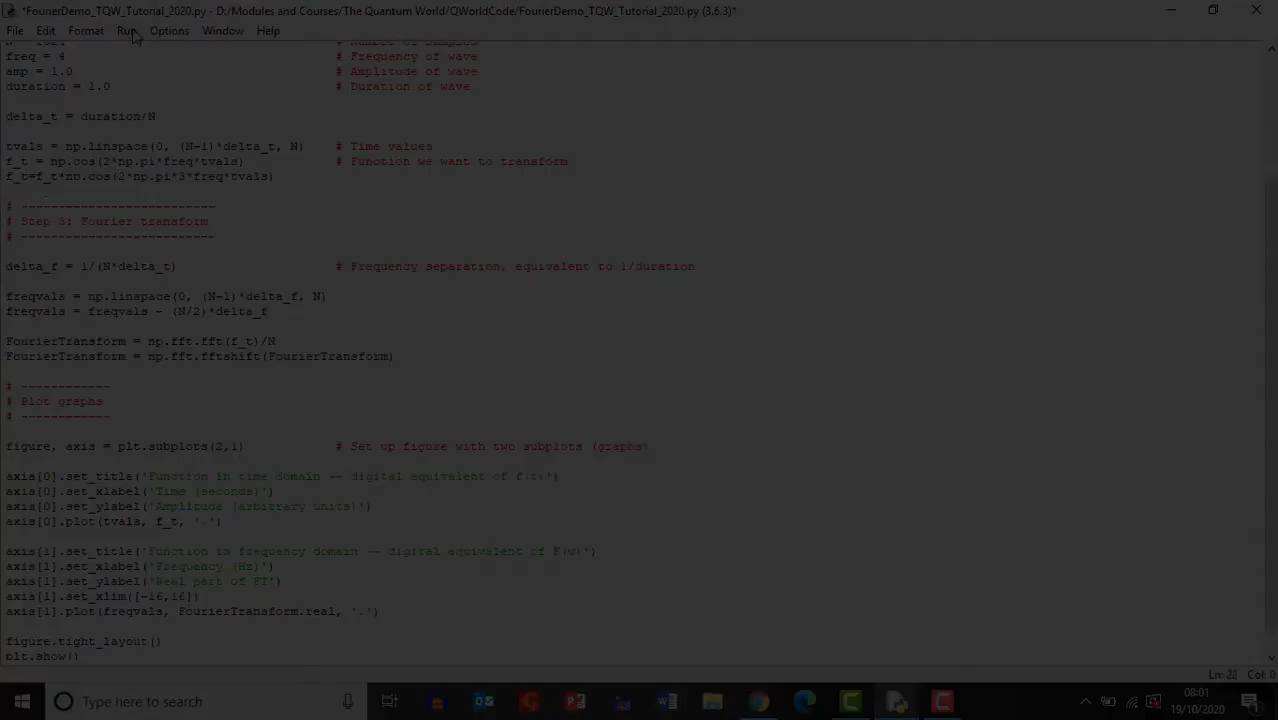 *FourierDemo_TQW_Tutorial_2020.py - D:/Modules and Courses/The Quantum World/QWorldCode/FourierDemo_TQW_Tutorial_2020.py (3.6.3)*
File Edit Format Run Options Window Help
freq = 4 # Frequency of wave
amp = 1.0 # Amplitude of wave
duration = 1.0 # Duration of wave
delta_t = duration/N
tvals = np.linspace(0, (N-1)*delta_t, N) # Time values
f_t = np.cos(2*np.pi*freq*tvals) # Function we want to transform
f_t=f_t*np.cos(2*np.pi*3*freq*tvals)
# --------------------------
# Step 3: Fourier transform
# --------------------------
delta_f = 1/(N*delta_t) # Frequency separation, equivalent to 1/duration
freqvals = np.linspace(0, (N-1)*delta_f, N)
freqvals = freqvals - (N/2)*delta_f
FourierTransform = np.fft.fft(f_t)/N
FourierTransform = np.fft.fftshift(FourierTransform)
# ------------
# Plot graphs
# ------------
figure, axis = plt.subplots(2,1) # Set up figure with two subplots (graphs)
axis[0].set_title('Function in time domain -- digital equivalent of f(t)')
axis[0].set_xlabel('Time (seconds)')
axis[0].set_ylabel('Amplitude (arbitrary units)')
axis[0].plot(tvals, f_t, '.')
axis[1].set_title('Function in frequency domain -- digital equivalent of F(w)')
axis[1].set_xlabel('Frequency (Hz)')
axis[1].set_ylabel('Real part of FT')
axis[1].set_xlim([-16,16])
axis[1].plot(freqvals, FourierTransform.real, '.')
figure.tight_layout()
plt.show()
Ln: 22 Col: 0
Type here to search
08:01
19/10/2020